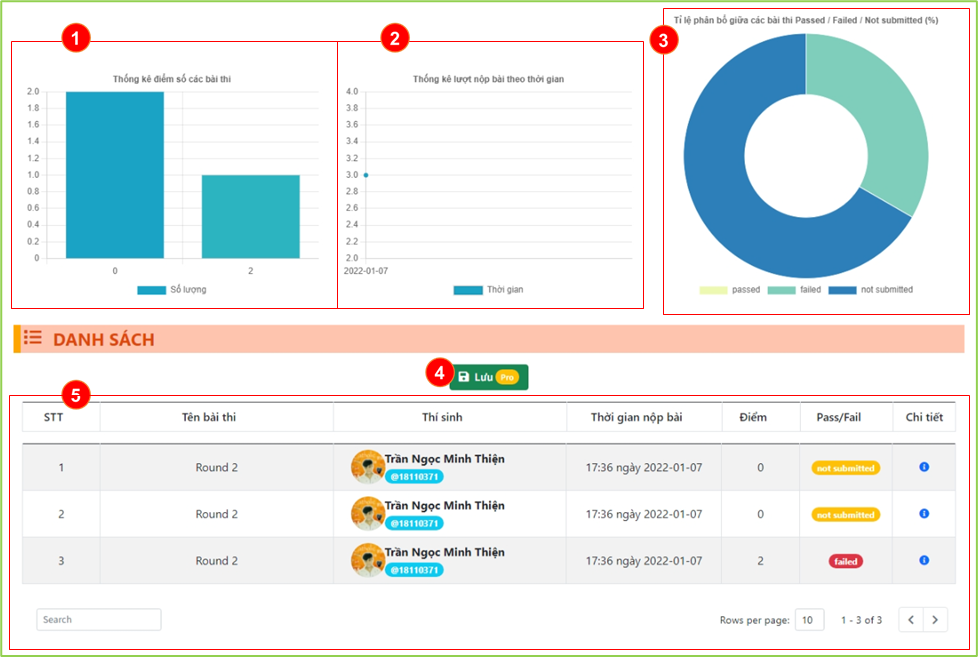 1
2
3
Tỉ lệ phân bố giữa các bài thi Passed / Failed / Not submitted (%)
Thống kê điểm số các bài thi
2.0
1.8
1.6
1.4
1.2
1.0
0.8
0.6
0.4
0.2
0
0 2
Số lượng
Thống kê lượt nộp bài theo thời gian
4.0
3.8
3.6
3.4
3.2
3.0
2.8
2.6
2.4
2.2
2.0
2022-01-07
Thời gian
passed failed not submitted
DANH SÁCH
4
Lưu Pro
5
STT Tên bài thi Thí sinh Thời gian nộp bài Điểm Pass/Fail Chi tiết
1 Round 2 Trần Ngọc Minh Thiện 17:36 ngày 2022-01-07 0 not submitted
@18110371
2 Round 2 Trần Ngọc Minh Thiện 17:36 ngày 2022-01-07 0 not submitted
@18110371
3 Round 2 Trần Ngọc Minh Thiện 17:36 ngày 2022-01-07 2 failed
@18110371
Search Rows per page: 10 1 - 3 of 3